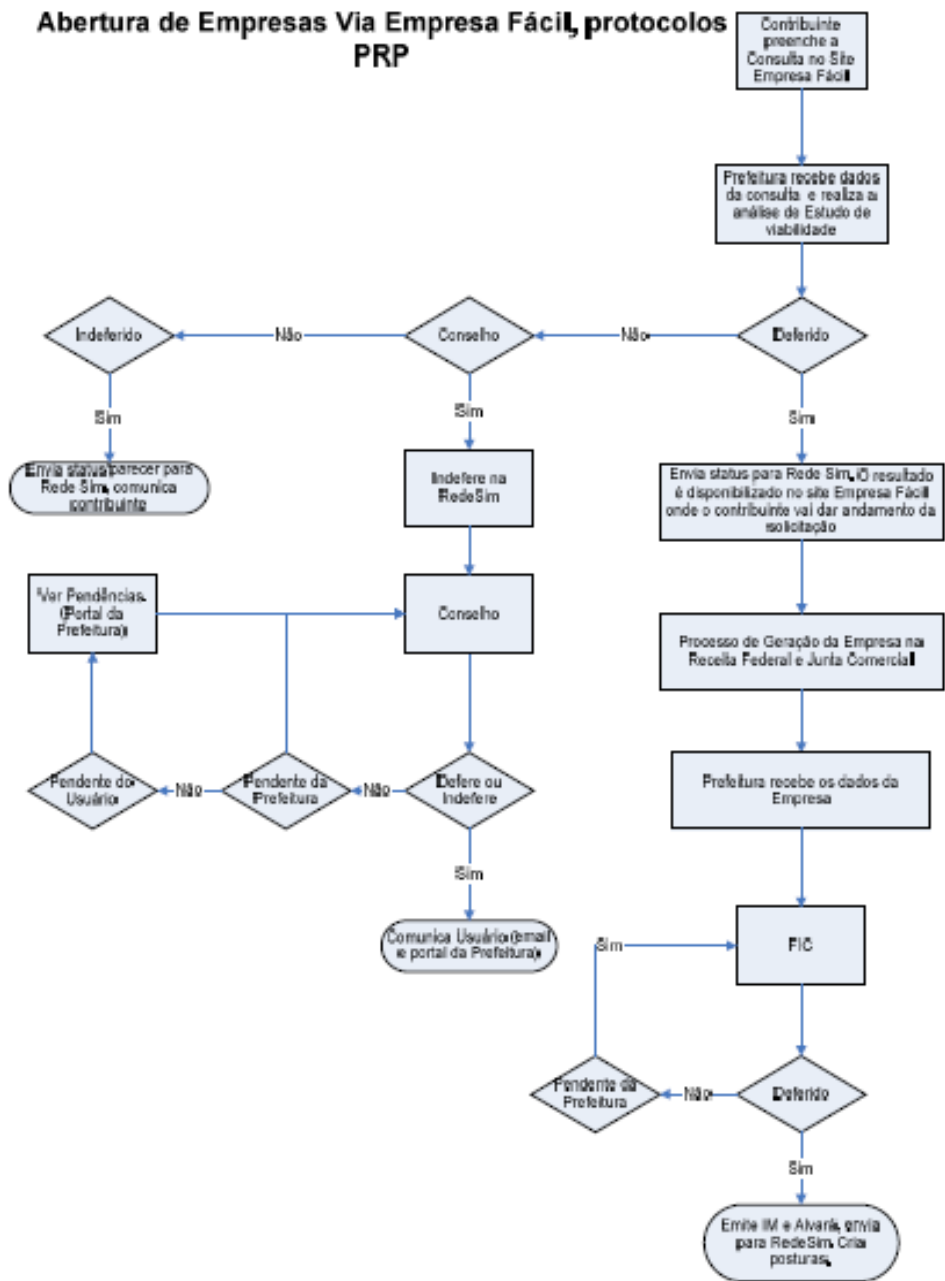 Abertura de Empresas Via Empresa Fácil, protocolos
PRP
Contribuinte
preenche a
Consulta no Site
Empresa Fácil
Prefeitura recebe dados
da consulta e realiza a
análise de Estudo de
viabilidade
Indeferido
Não
Conselho
Não
Deferido
Sim
Sim
Sim
Envia status/parecer para
Rede Sim, comunica
contribuinte
Indefere na
RedeSim
Envia status para Rede Sim. O resultado
é disponibilizado no site Empresa Fácil
onde o contribuinte vai dar andamento da
solicitação
Ver Pendências.
(Portal da
Prefeitura)
Conselho
Processo de Geração da Empresa na
Receita Federal e Junta Comercial
Pendente do
Usuário
Não
Pendente da
Prefeitura
Não
Defere ou
Indefere
Prefeitura recebe os dados da
Empresa
Sim
Comunica Usuário (email
e portal da Prefeitura)
Sim
FIC
Pendente da
Prefeitura
Não
Deferido
Sim
Emite IM e Alvará, envia
para RedeSim. Cria
posturas.